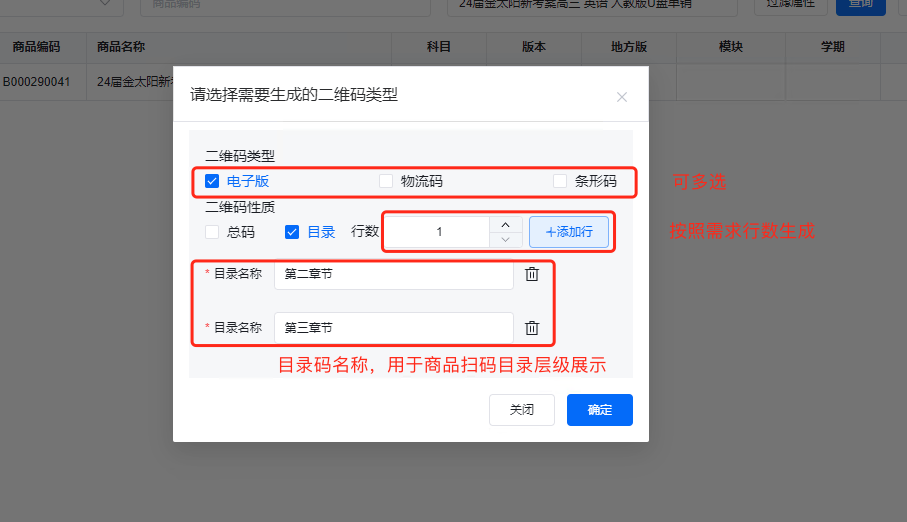 商品编码
24届金太阳新考案高三 英语 人教版U盘单销
过滤属性
查询
商品编码
商品名称
科目
版本
地方版
模块
学期
B000290041
24届金太阳新考
请选择需要生成的二维码类型
二维码类型
电子版
物流码
条形码
可多选
二维码性质
总码
目录
行数
1
+添加行
按照需求行数生成
* 目录名称
第二章节
* 目录名称
第三章节
目录码名称，用于商品扫码目录层级展示
关闭
确定